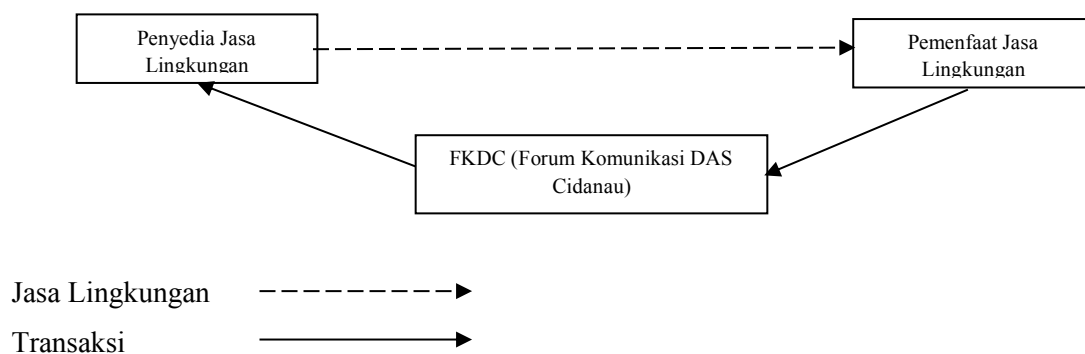 Penyedia Jasa
Lingkungan
Pemenfaat Jasa
Lingkungan
FKDC (Forum Komunikasi DAS
Cidanau)
Jasa Lingkungan
Transaksi